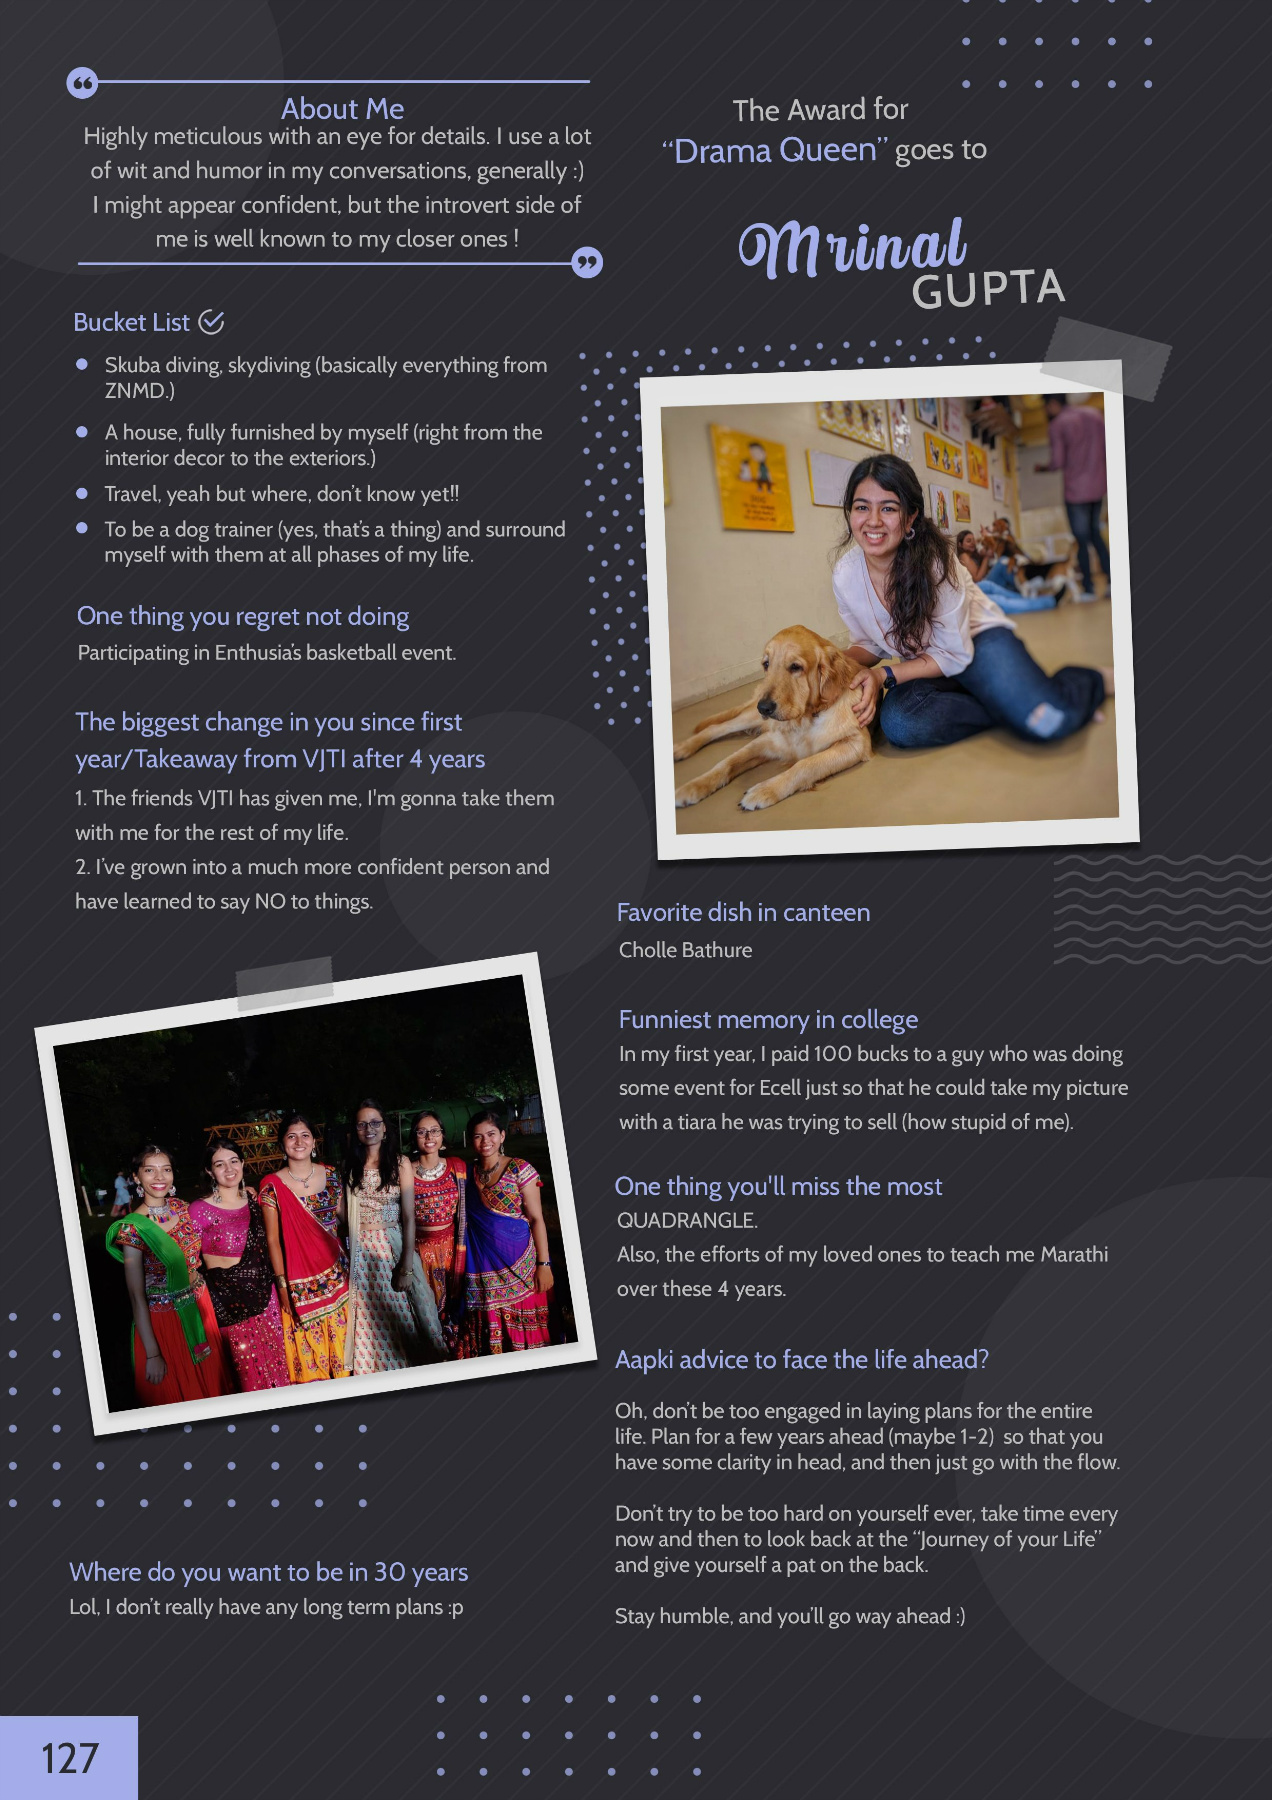 About Me
Highly meticulous with an eye for details. I use a lot
of wit and humor in my conversations, generally :)
I might appear confident, but the introvert side of
me is well known to my closer ones !
Bucket List
Skuba diving, skydiving (basically everything from
ZNMD.)
A house, fully furnished by myself (right from the
interior decor to the exteriors.)
Travel, yeah but where, don't know yet!!
To be a dog trainer (yes, that's a thing) and surround
myself with them at all phases of my life.
One thing you regret not doing
Participating in Enthusia's basketball event.
The biggest change in you since first
year/Takeaway from VJTI after 4 years
1. The friends VJTI has given me, I'm gonna take them
with me for the rest of my life.
2. I've grown into a much more confident person and
have learned to say NO to things.
Where do you want to be in 30 years
Lol, I don't really have any long term plans :p
The Award for
“Drama Queen” goes to
Mrinal
GUPTA
Favorite dish in canteen
Cholle Bathure
Funniest memory in college
In my first year, I paid 100 bucks to a guy who was doing
some event for Ecell just so that he could take my picture
with a tiara he was trying to sell (how stupid of me).
One thing you'll miss the most
QUADRANGLE.
Also, the efforts of my loved ones to teach me Marathi
over these 4 years.
Aapki advice to face the life ahead?
Oh, don't be too engaged in laying plans for the entire
life. Plan for a few years ahead (maybe 1-2) so that you
have some clarity in head, and then just go with the flow.
Don't try to be too hard on yourself ever, take time every
now and then to look back at the “Journey of your Life”
and give yourself a pat on the back.
Stay humble, and you'll go way ahead :)
127